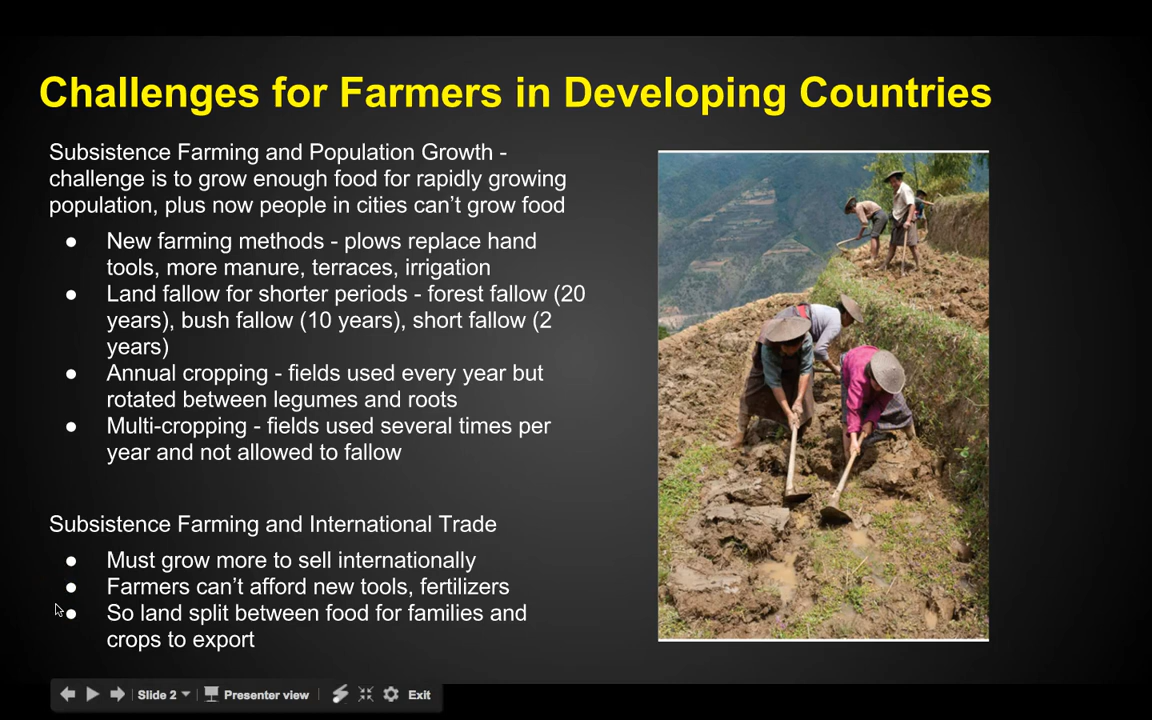 Challenges for Farmers in Developing Countries
Subsistence Farming and Population Growth -
challenge is to grow enough food for rapidly growing
population, plus now people in cities can’t grow food
● New farming methods - plows replace hand
tools, more manure, terraces, irrigation
● Land fallow for shorter periods - forest fallow (20
years), bush fallow (10 years), short fallow (2
years)
● Annual cropping - fields used every year but
rotated between legumes and roots
● Multi-cropping - fields used several times per
year and not allowed to fallow
Subsistence Farming and International Trade
● Must grow more to sell internationally
● Farmers can’t afford new tools, fertilizers
● So land split between food for families and
crops to export
Slide 2 Presenter view Exit